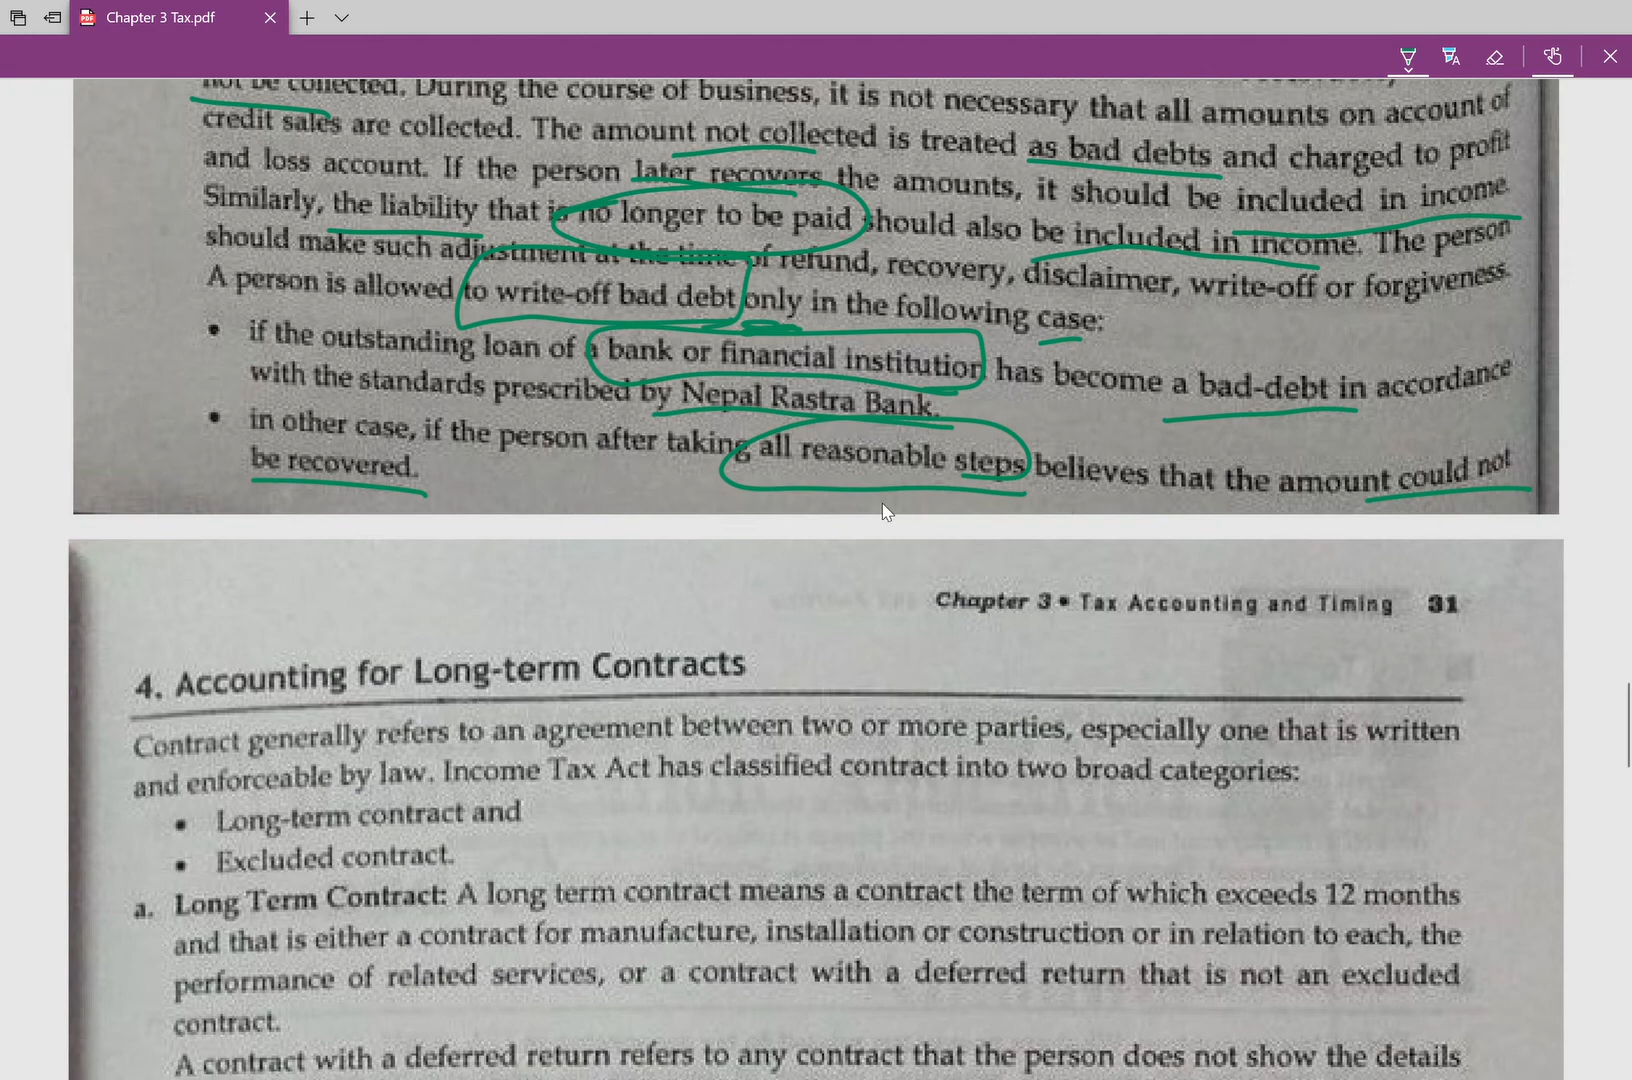 Chapter 3 Tax.pdf
not be collected. During the course of business, it is not necessary that all amounts on account of
credit sales are collected. The amount not collected is treated as bad debts and charged to profit
and loss account. If the person later recovers the amounts, it should be included in income.
Similarly, the liability that is no longer to be paid should also be included in income. The person
should make such adjustment at the time of refund, recovery, disclaimer, write-off or forgiveness.
A person is allowed to write-off bad debt only in the following case:
• if the outstanding loan of a bank or financial institution has become a bad-debt in accordance
with the standards prescribed by Nepal Rastra Bank.
• in other case, if the person after taking all reasonable steps believes that the amount could not
be recovered.
Chapter 3 • Tax Accounting and Timing 31
4. Accounting for Long-term Contracts
Contract generally refers to an agreement between two or more parties, especially one that is written
and enforceable by law. Income Tax Act has classified contract into two broad categories:
• Long-term contract and
• Excluded contract.
a. Long Term Contract: A long term contract means a contract the term of which exceeds 12 months
and that is either a contract for manufacture, installation or construction or in relation to each, the
performance of related services, or a contract with a deferred return that is not an excluded
contract.
A contract with a deferred return refers to any contract that the person does not show the details